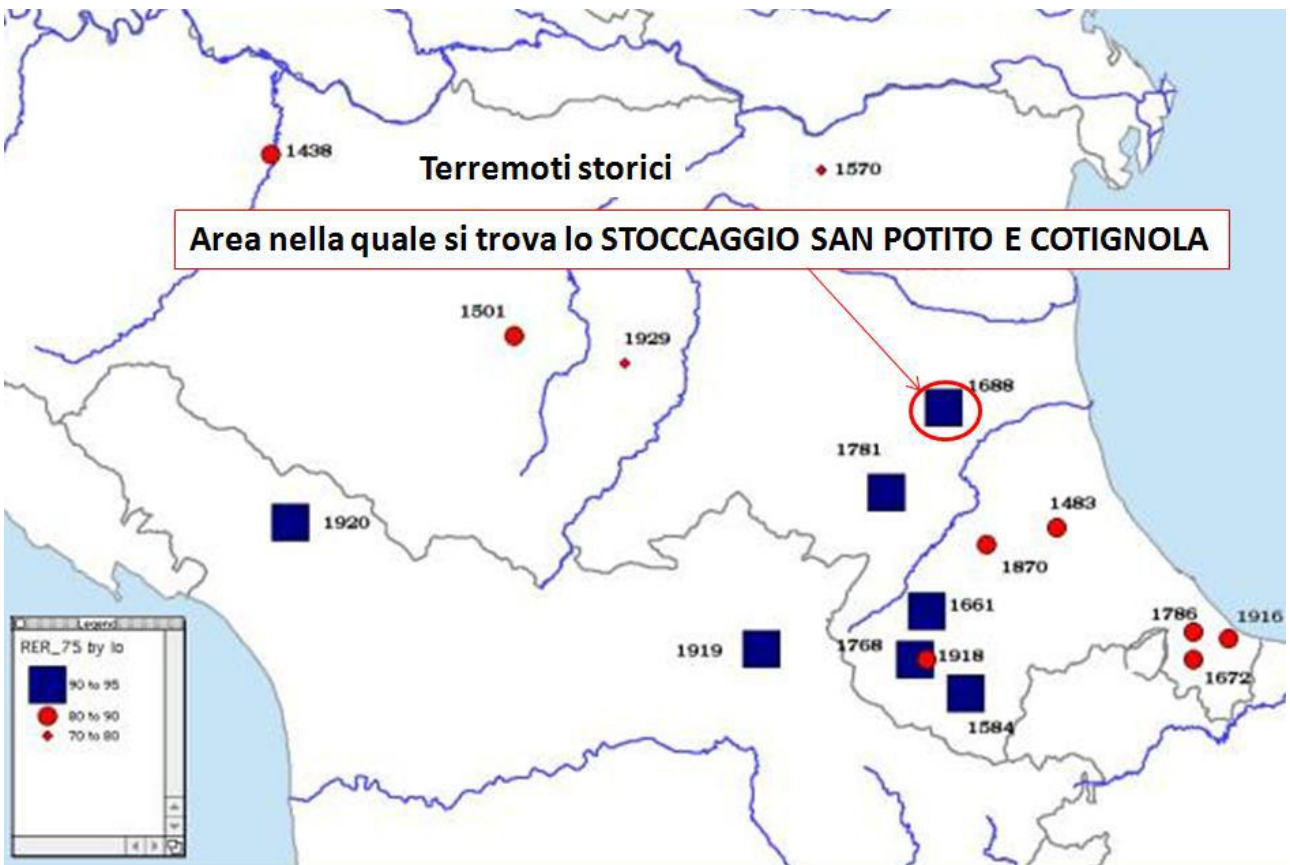 1438
Terremoti storici
1570
Area nella quale si trova lo STOCCAGGIO SAN POTITO E COTIGNOLA
1501
1929
1688
1781
1920
1483
1870
1661
1786
1916
1919
1768
1918
1672
1584
Legend
RER_75 by Io
90 to 95
80 to 90
70 to 80